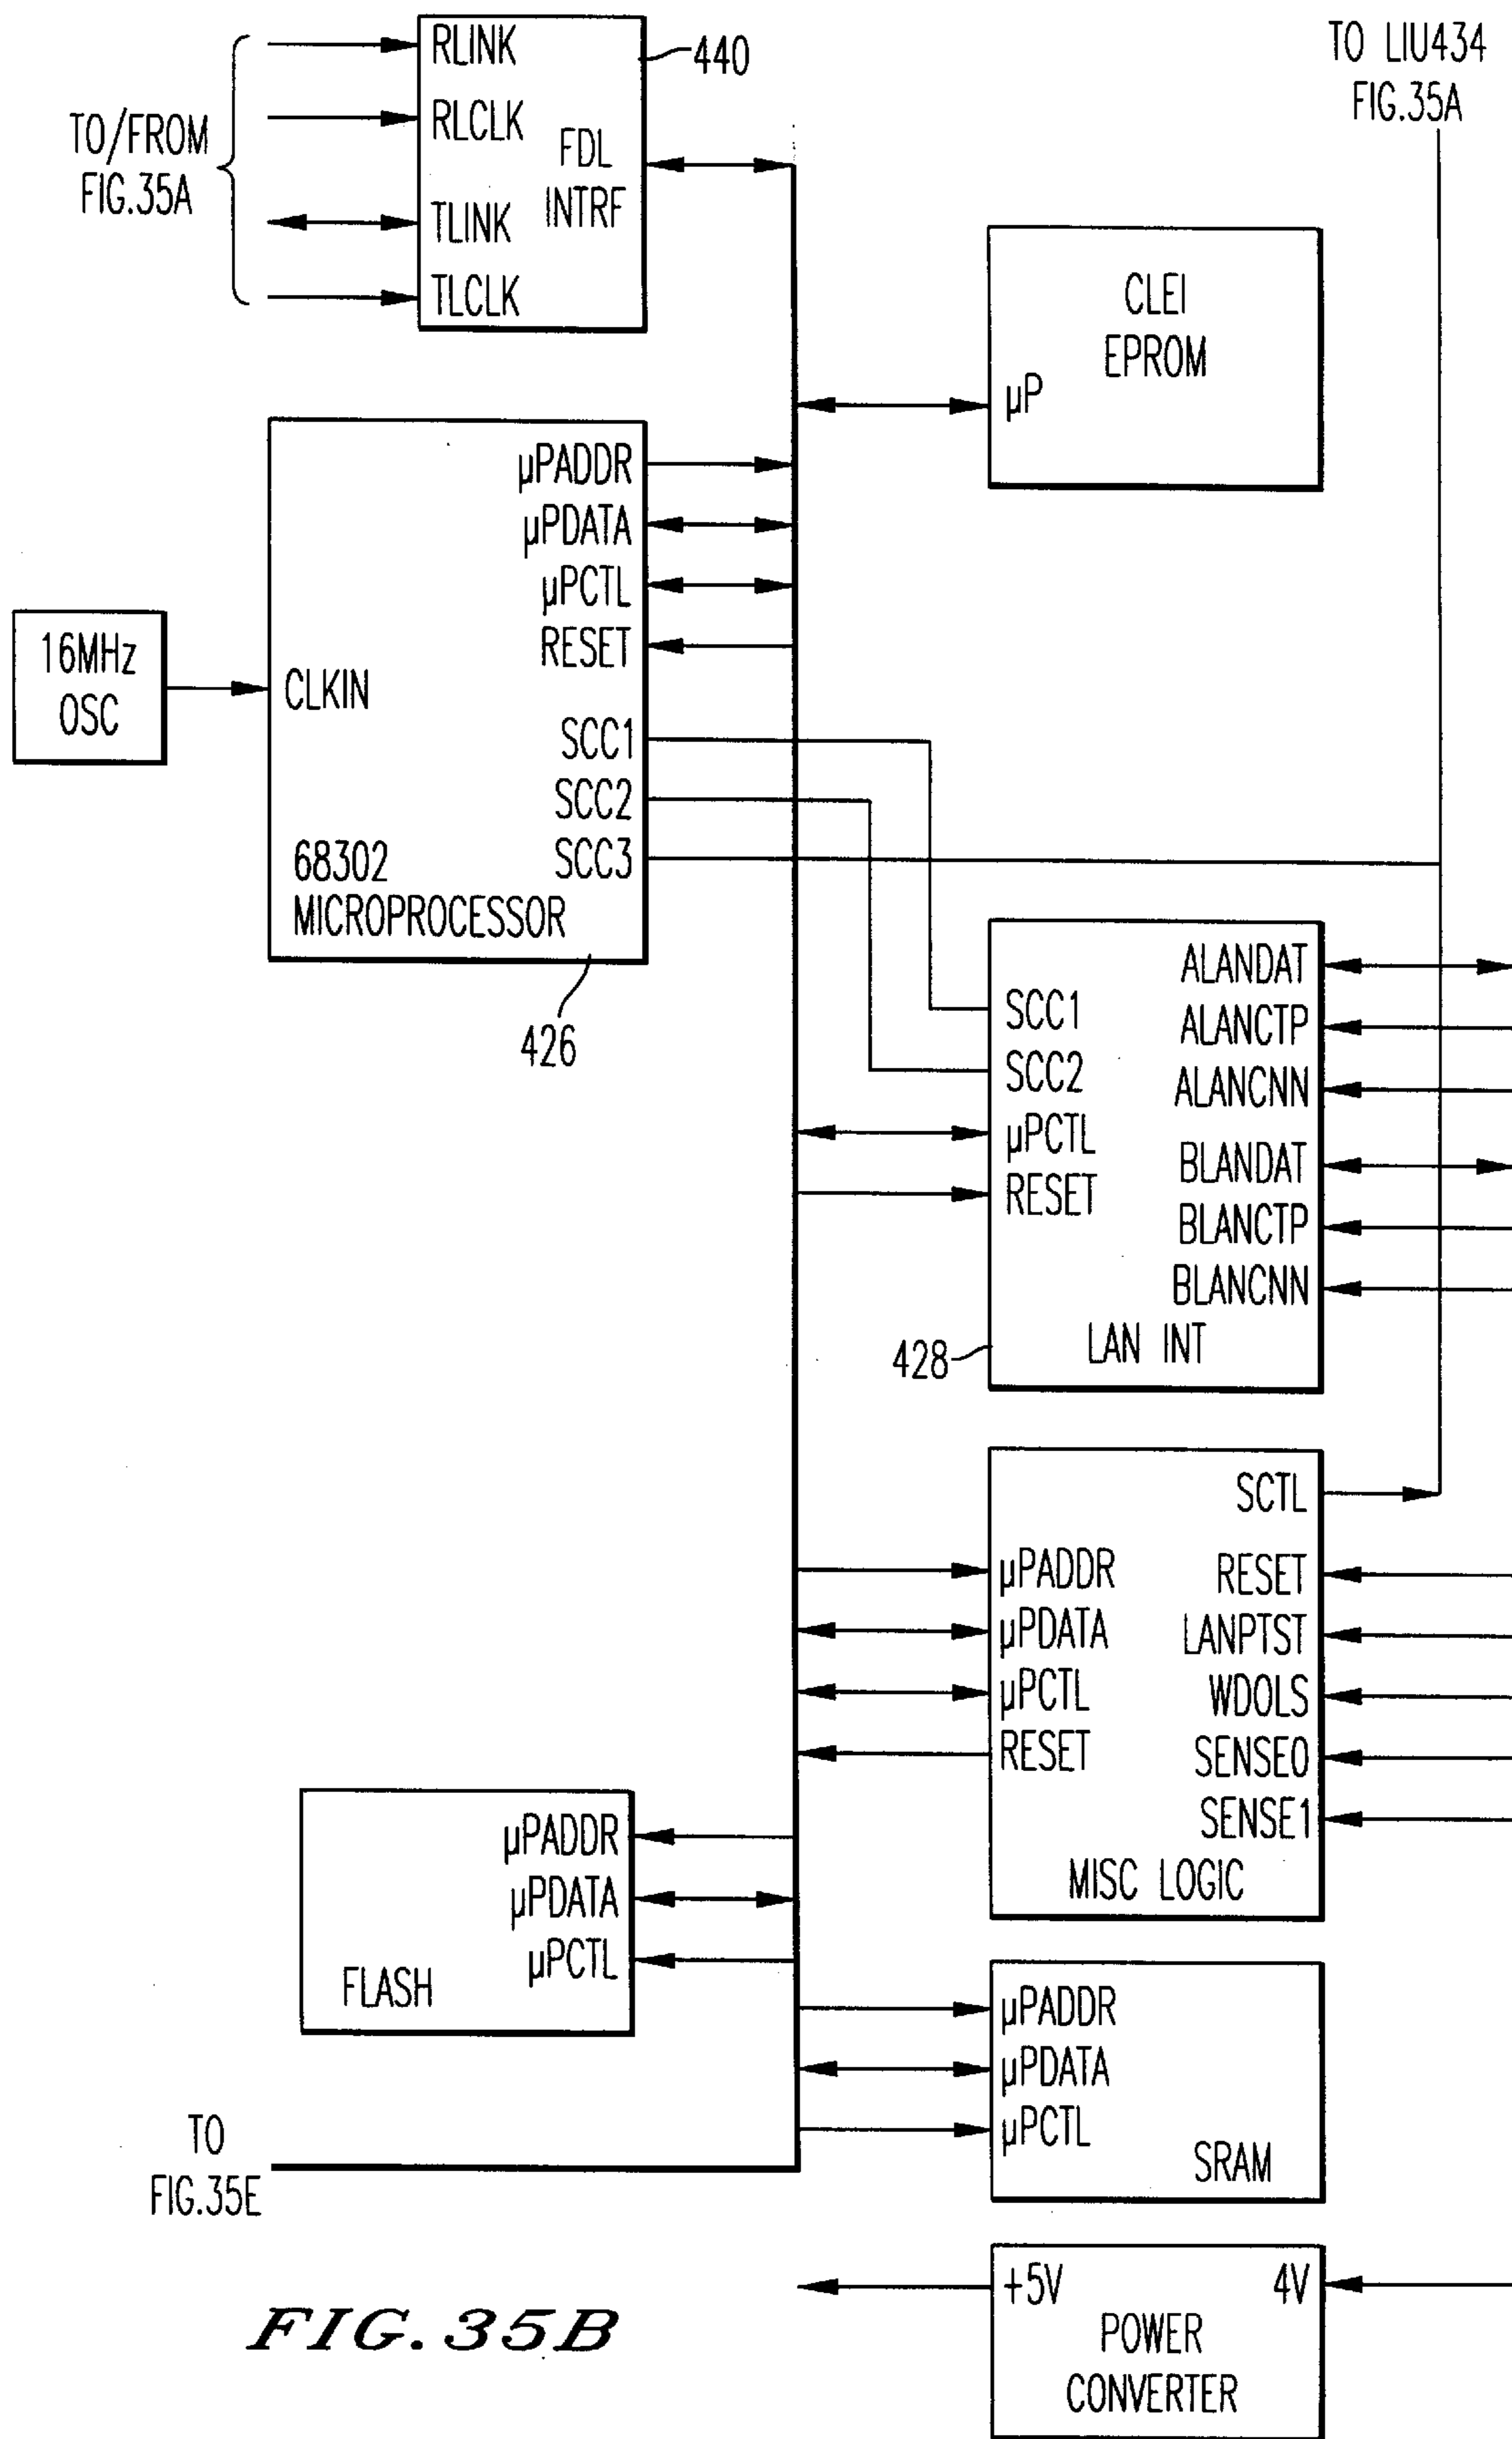 TO/FROM
FIG.35A
RLINK
RLCLK
TLINK
TLCLK
FDL
INTRF
440
TO LIU434
FIG.35A
CLEI
EPROM
µP
16MHz
OSC
CLKIN
µPADDR
µPDATA
µPCTL
RESET
SCC1
SCC2
SCC3
68302
MICROPROCESSOR
426
SCC1
SCC2
µPCTL
RESET
ALANDAT
ALANCTP
ALANCNN
BLANDAT
BLANCTP
BLANCNN
LAN INT
428
SCTL
µPADDR
µPDATA
µPCTL
RESET
RESET
LANPTST
WDOLS
SENSE0
SENSE1
MISC LOGIC
µPADDR
µPDATA
µPCTL
FLASH
µPADDR
µPDATA
µPCTL
SRAM
TO
FIG.35E
+5V
4V
POWER
CONVERTER
FIG.35B